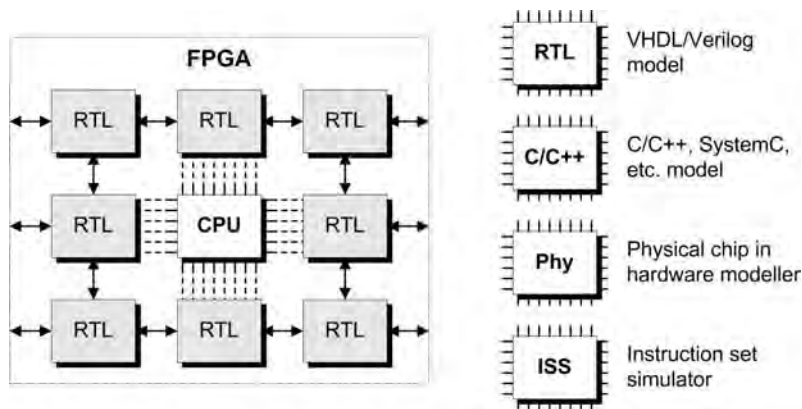 FPGA
RTL
RTL
RTL
RTL
CPU
RTL
RTL
RTL
RTL
RTL
VHDL/Verilog
model
C/C++
C/C++, SystemC,
etc. model
Phy
Physical chip in
hardware modeller
ISS
Instruction set
simulator